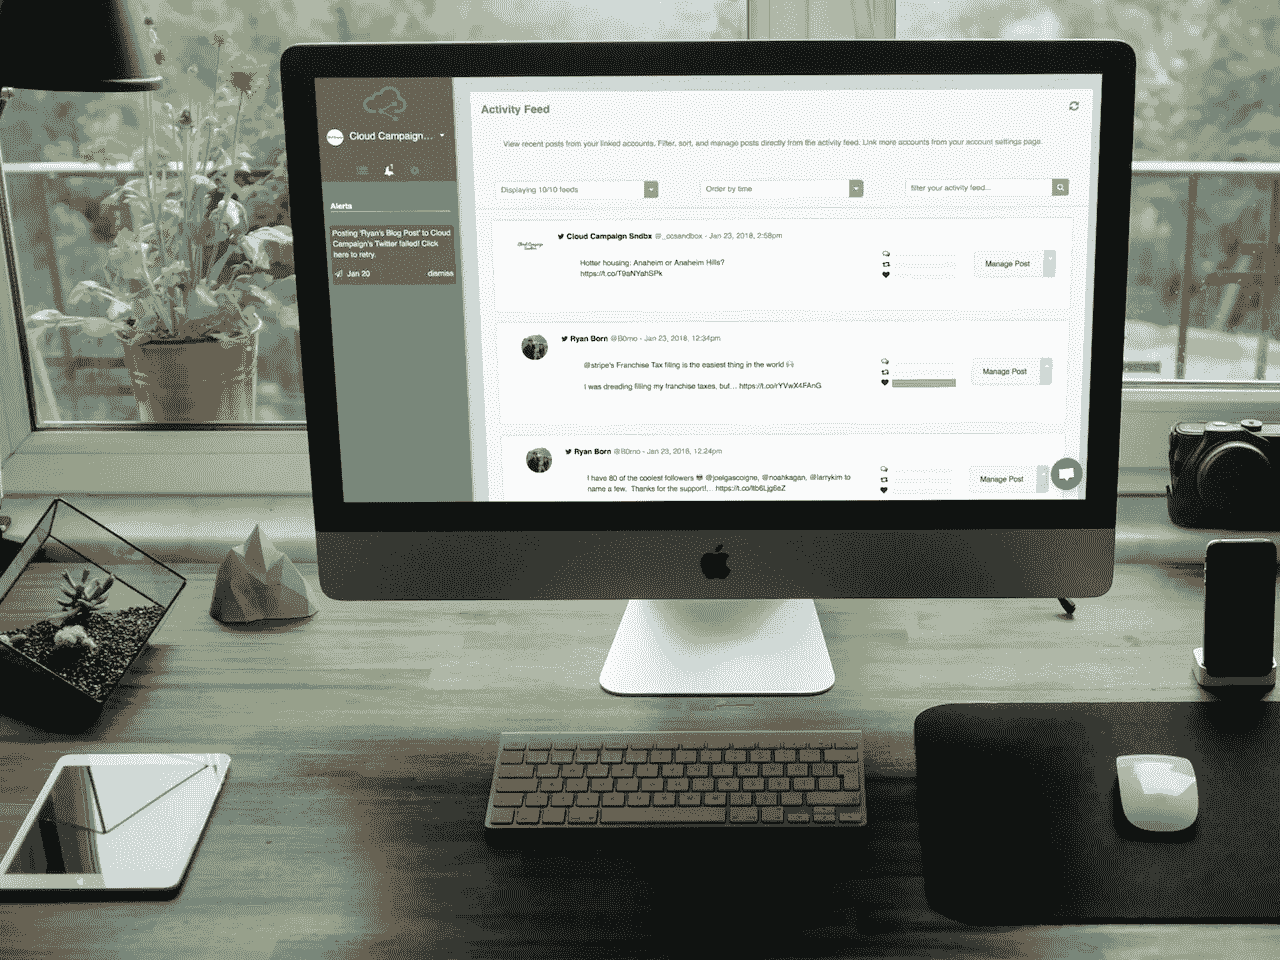 Cloud Campaign...
Alerts
Posting 'Ryan's Blog Post' to Cloud
Campaign's Twitter failed! Click
here to retry.
Jan 20
dismiss
Activity Feed
View recent posts from your linked accounts. Filter, sort, and manage posts directly from the activity feed. Link more accounts from your account settings page.
Displaying 10/10 feeds
Order by time
filter your activity feed...
Cloud Campaign Sndbx @_ccsandbox - Jan 23, 2018, 2:58pm
Hotter housing: Anaheim or Anaheim Hills?
https://t.co/T9aNYahSPk
Manage Post
Ryan Born @B0rno - Jan 23, 2018, 12:34pm
@stripe's Franchise Tax filing is the easiest thing in the world
I was dreading filling my franchise taxes, but... https://t.co/rYVwX4FAnG
Manage Post
Ryan Born @B0rno - Jan 23, 2018, 12:24pm
I have 80 of the coolest followers @joelgascoigne, @noahkagan, @larrykim to
name a few. Thanks for the support!... https://t.co/ltb6Ljg6eZ
Manage Post